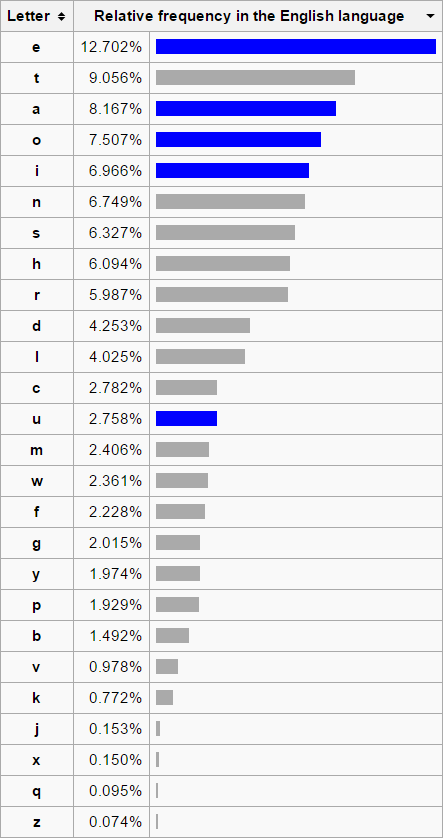 Letter Relative frequency in the English language
e 12.702%
t 9.056%
a 8.167%
o 7.507%
i 6.966%
n 6.749%
s 6.327%
h 6.094%
r 5.987%
d 4.253%
l 4.025%
c 2.782%
u 2.758%
m 2.406%
w 2.361%
f 2.228%
g 2.015%
y 1.974%
p 1.929%
b 1.492%
v 0.978%
k 0.772%
j 0.153%
x 0.150%
q 0.095%
z 0.074%